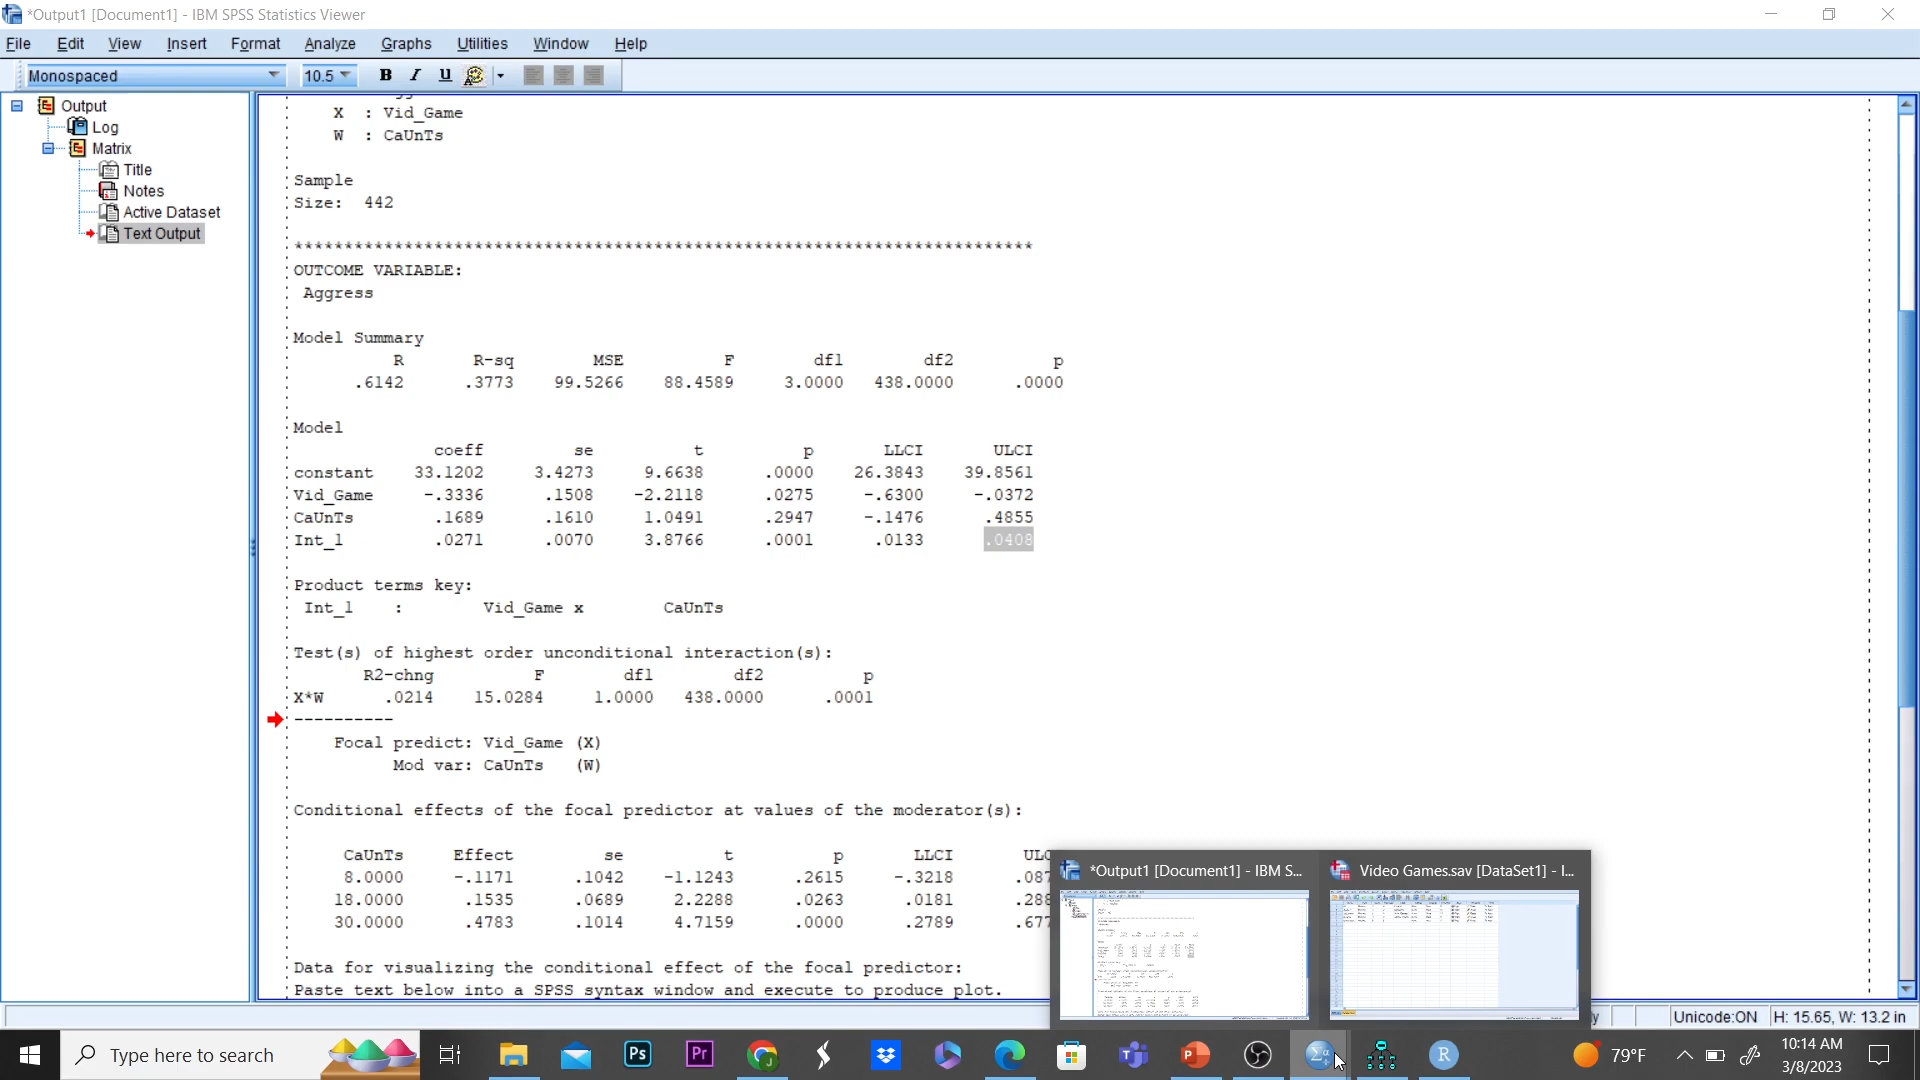 *Output1 [Document1] - IBM SPSS Statistics Viewer
File Edit View Insert Format Analyze Graphs Utilities Window Help
Monospaced 10.5 B I U
Output
Log
Matrix
Title
Notes
Active Dataset
Text Output
X : Vid_Game
W : CaUnTs
Sample
Size: 442
**************************************************************************
OUTCOME VARIABLE:
Aggress
Model Summary
R R-sq MSE F df1 df2 p
.6142 .3773 99.5266 88.4589 3.0000 438.0000 .0000
Model
coeff se t p LLCI ULCI
constant 33.1202 3.4273 9.6638 .0000 26.3843 39.8561
Vid_Game -.3336 .1508 -2.2118 .0275 -.6300 -.0372
CaUnTs .1689 .1610 1.0491 .2947 -.1476 .4855
Int_1 .0271 .0070 3.8766 .0001 .0133 .0408
Product terms key:
Int_1 : Vid_Game x CaUnTs
Test(s) of highest order unconditional interaction(s):
R2-chng F df1 df2 p
X*W .0214 15.0284 1.0000 438.0000 .0001
----------
Focal predict: Vid_Game (X)
Mod var: CaUnTs (W)
Conditional effects of the focal predictor at values of the moderator(s):
CaUnTs Effect se t p LLCI
8.0000 -.1171 .1042 -1.1243 .2615 -.3218
18.0000 .1535 .0689 2.2288 .0263 .0181
30.0000 .4783 .1014 4.7159 .0000 .2789
Data for visualizing the conditional effect of the focal predictor:
Paste text below into a SPSS syntax window and execute to produce plot.
*Output1 [Document1] - IBM S...
Video Games.sav [DataSet1] - I...
Unicode:ON H: 15.65, W: 13.2 in
Type here to search
Ps
Pr
R
79°F
10:14 AM
3/8/2023